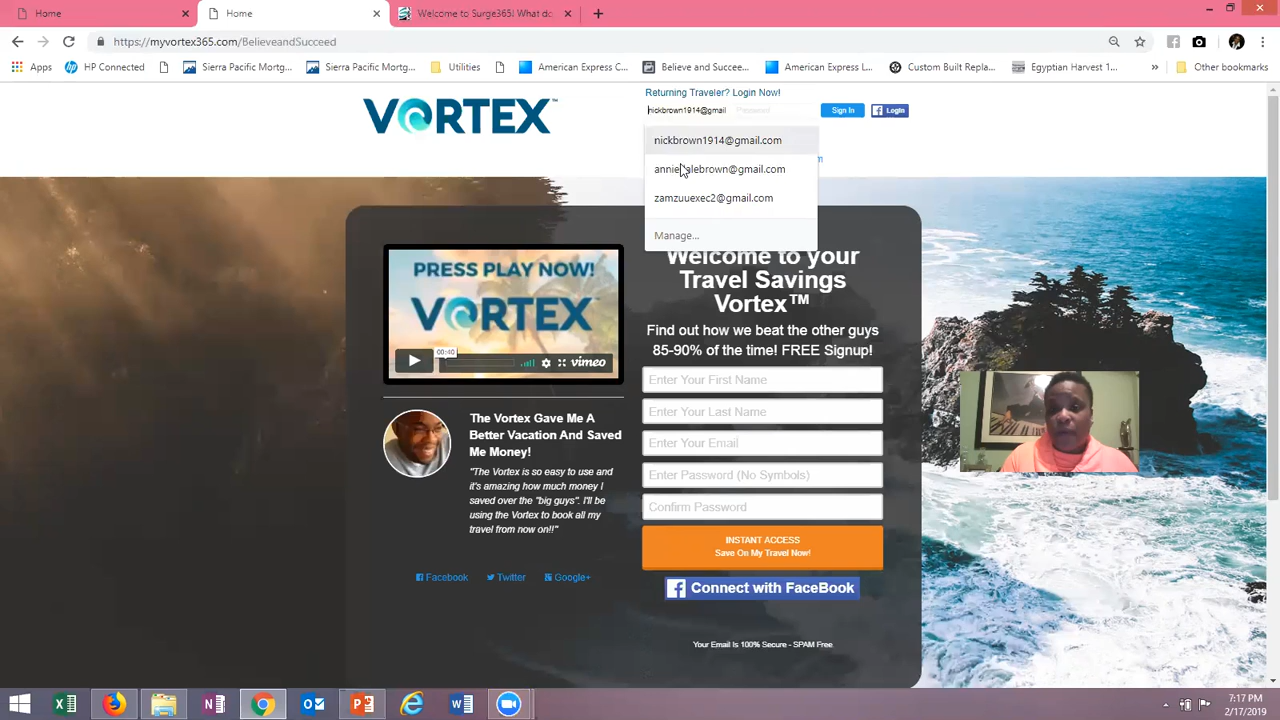 Home
Home
Welcome to Surge365! What do
https://myvortex365.com/BelieveandSucceed
Apps
HP Connected
Sierra Pacific Mortg...
Sierra Pacific Mortg...
Utilities
American Express C...
Believe and Succee...
American Express L...
Custom Built Repla...
Egyptian Harvest 1...
»
Other bookmarks
VORTEX™
Returning Traveler? Login Now!
nickbrown1914@gmail
Password
Sign In
Login
nickbrown1914@gmail.com
zamzuuexec2@gmail.com
Manage...
PRESS PLAY NOW!
VORTEX
00:40
vimeo
The Vortex Gave Me A
Better Vacation And Saved
Me Money!
"The Vortex is so easy to use and
it's amazing how much money I
saved over the "big guys". I'll be
using the Vortex to book all my
travel from now on!!"
Facebook
Twitter
Google+
Welcome to your
Travel Savings
Vortex™
Find out how we beat the other guys
85-90% of the time! FREE Signup!
Enter Your First Name
Enter Your Last Name
Enter Your Email
Enter Password (No Symbols)
Confirm Password
INSTANT ACCESS
Save On My Travel Now!
Connect with FaceBook
Your Email Is 100% Secure - SPAM Free
7:17 PM
2/17/2019